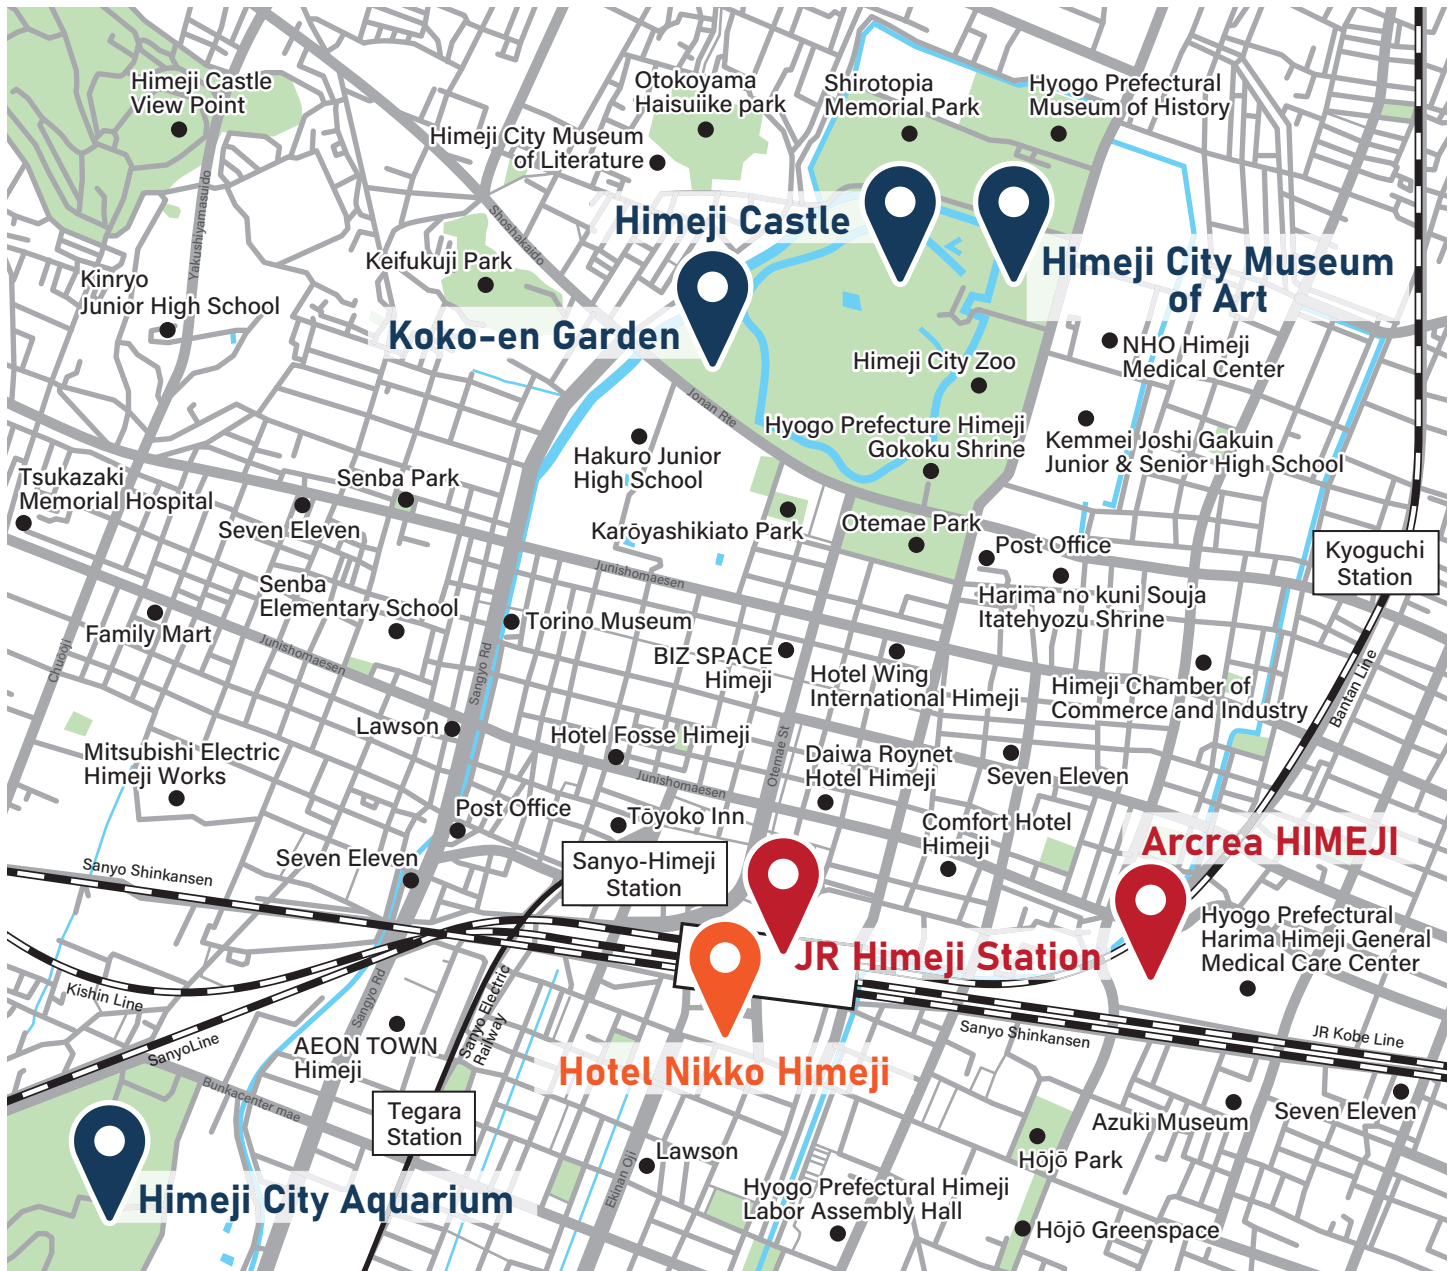 Himeji Castle
View Point
Otokoyama
Haisuiike park
Shirotopia
Memorial Park
Hyogo Prefectural
Museum of History
Himeji City Museum
of Literature
Yakushiyamasuido
Shoshakaido
Himeji Castle
Himeji City Museum
of Art
Keifukuji Park
Kinryo
Junior High School
Koko-en Garden
NHO Himeji
Medical Center
Himeji City Zoo
Jonan Rte
Hyogo Prefecture Himeji
Gokoku Shrine
Kemmei Joshi Gakuin
Junior & Senior High School
Hakuro Junior
High School
Tsukazaki
Memorial Hospital
Senba Park
Seven Eleven
Karōyashikiato Park
Otemae Park
Post Office
Kyoguchi
Station
Junishomaesen
Senba
Elementary School
Harima no kuni Souja
Itatehyozu Shrine
Family Mart
Torino Museum
Junishomaesen
Chuoji
Sangyo Rd
BIZ SPACE
Himeji
Hotel Wing
International Himeji
Himeji Chamber of
Commerce and Industry
Bantan Line
Lawson
Hotel Fosse Himeji
Otemae St
Mitsubishi Electric
Himeji Works
Daiwa Roynet
Hotel Himeji
Seven Eleven
Junishomaesen
Post Office
Tōyoko Inn
Comfort Hotel
Himeji
Arcrea HIMEJI
Seven Eleven
Sanyo Shinkansen
Sanyo-Himeji
Station
Hyogo Prefectural
Harima Himeji General
Medical Care Center
JR Himeji Station
Kishin Line
Sangyo Rd
Sanyo Electric
Railway
SanyoLine
AEON TOWN
Himeji
Sanyo Shinkansen
JR Kobe Line
Hotel Nikko Himeji
Bunkacenter mae
Tegara
Station
Azuki Museum
Seven Eleven
Lawson
Ekinan Oji
Hōjō Park
Himeji City Aquarium
Hyogo Prefectural Himeji
Labor Assembly Hall
Hōjō Greenspace